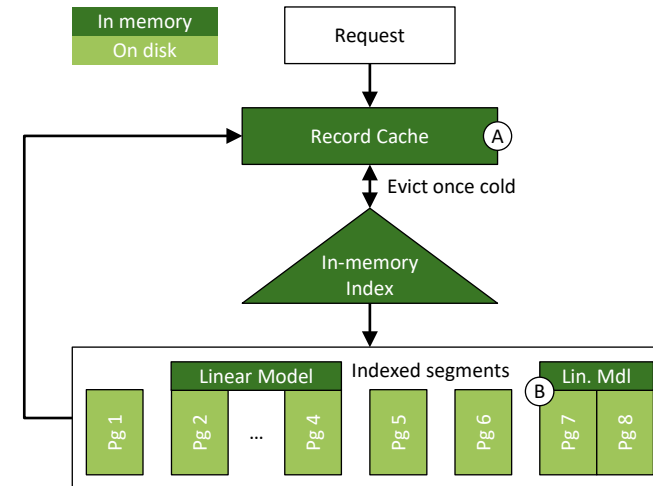 In memory
On disk
Request
Record Cache
A
Evict once cold
In-memory
Index
Linear Model
Indexed segments
Lin. Mdl
B
Pg 1
Pg 2
...
Pg 4
Pg 5
Pg 6
Pg 7
Pg 8